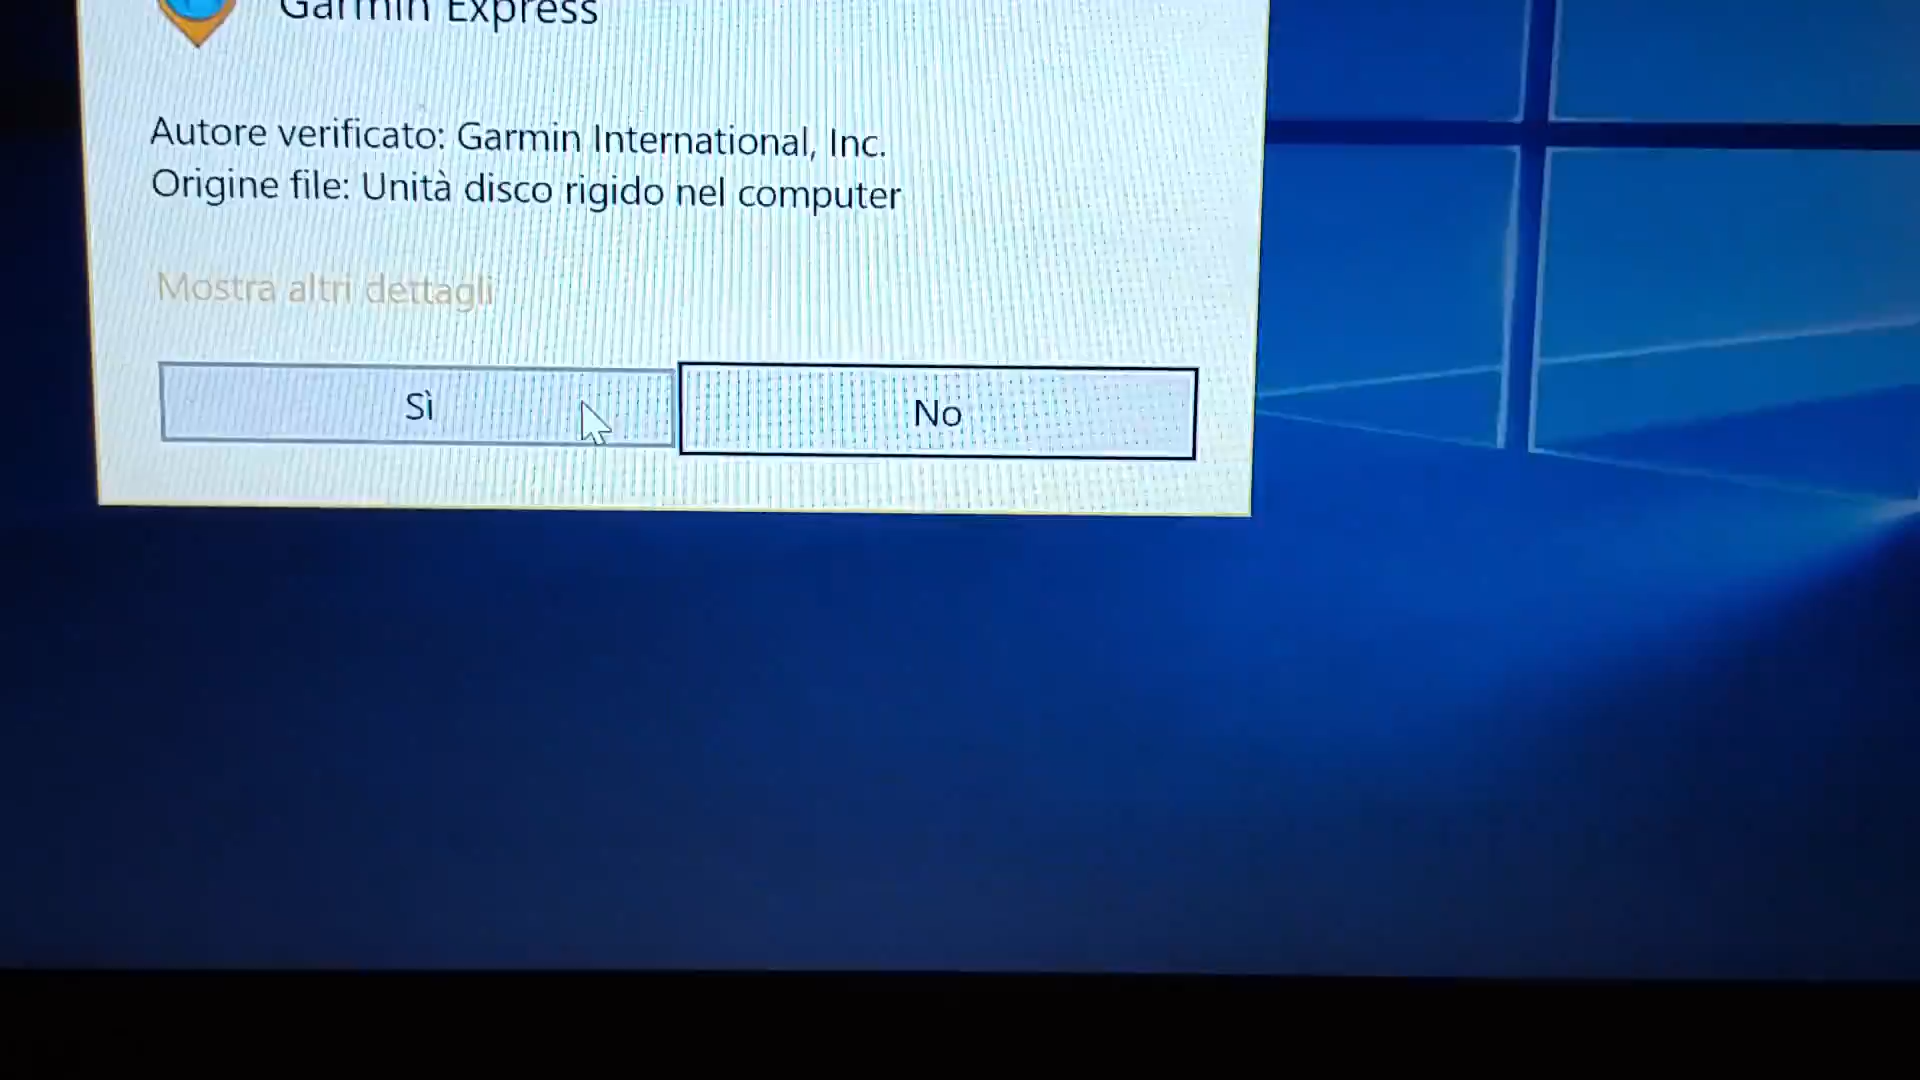 Garmin Express
Autore verificato: Garmin International, Inc.
Origine file: Unità disco rigido nel computer
Mostra altri dettagli
Sì
No